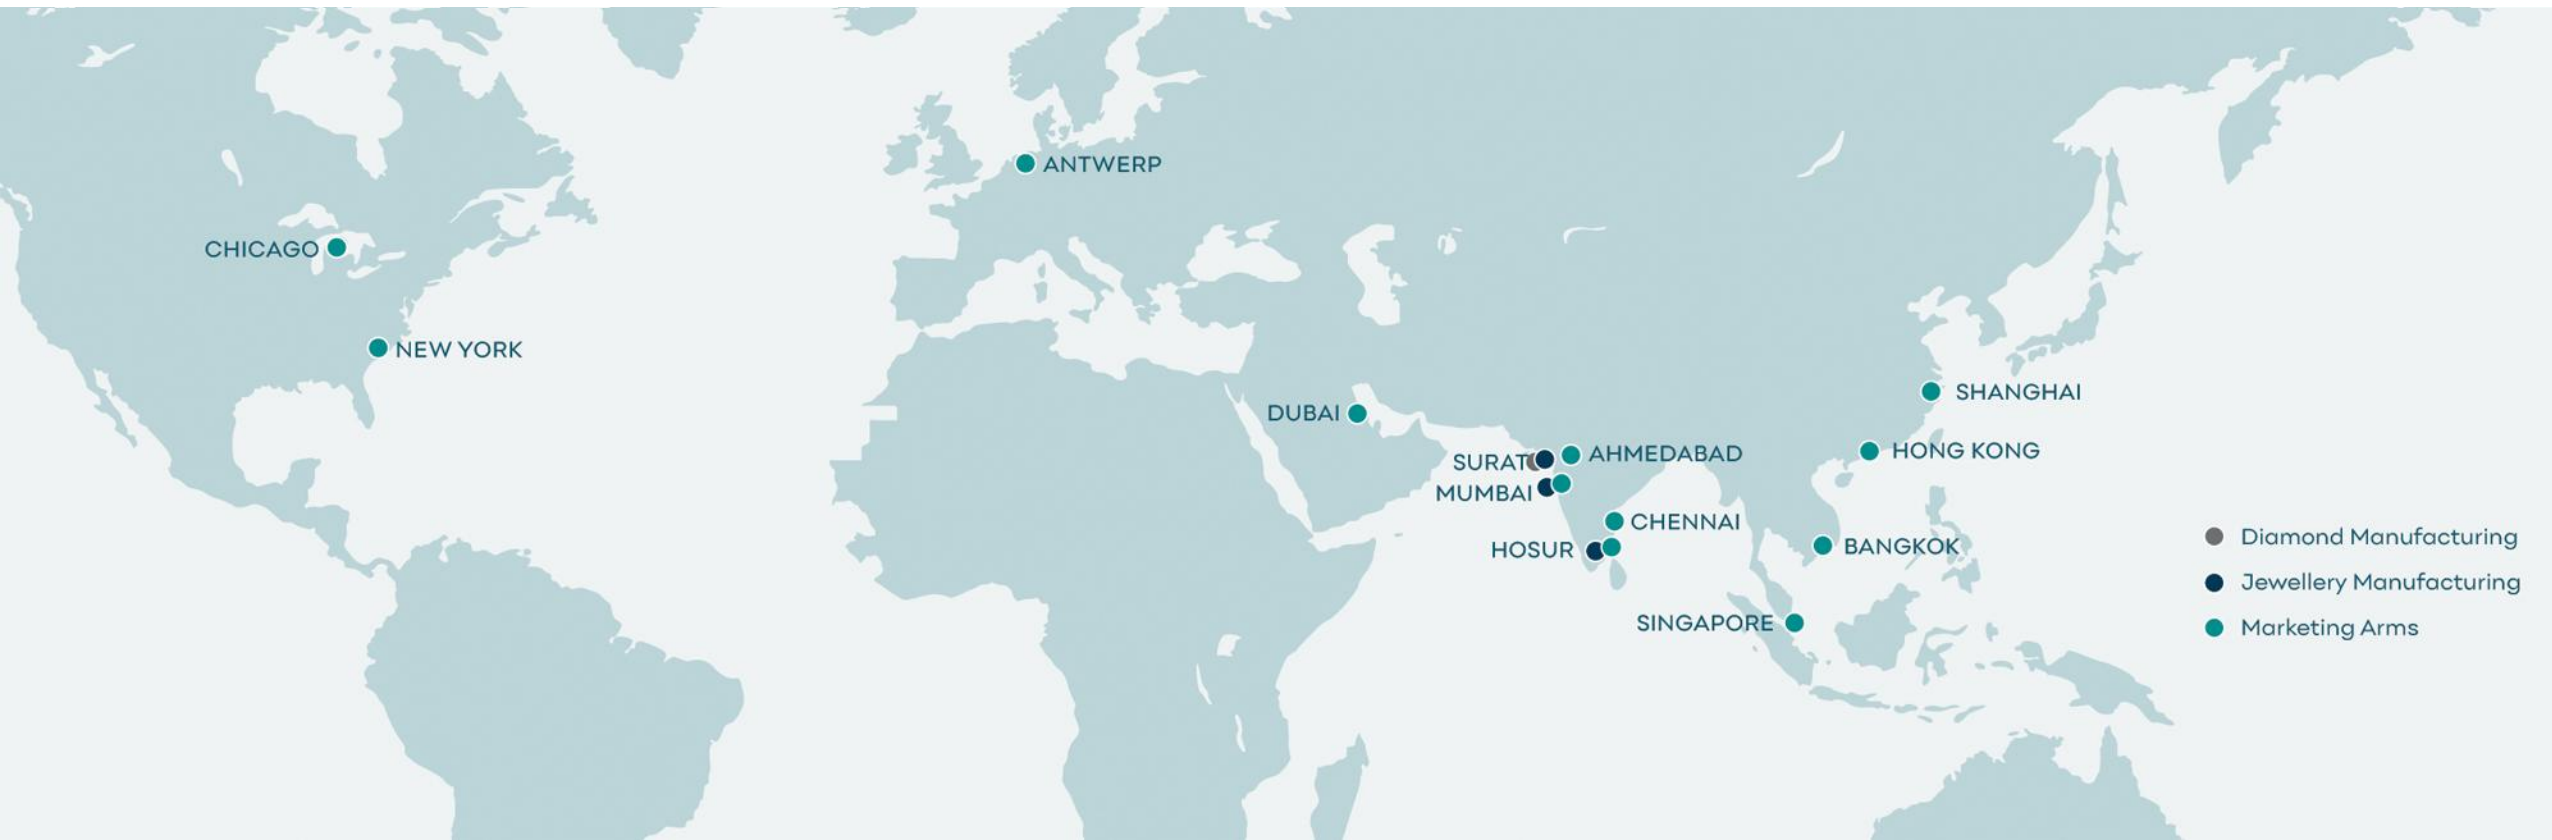 ANTWERP
CHICAGO
NEW YORK
SHANGHAI
DUBAI
HONG KONG
AHMEDABAD
SURAT
MUMBAI
CHENNAI
HOSUR
BANGKOK
SINGAPORE
Diamond Manufacturing
Jewellery Manufacturing
Marketing Arms